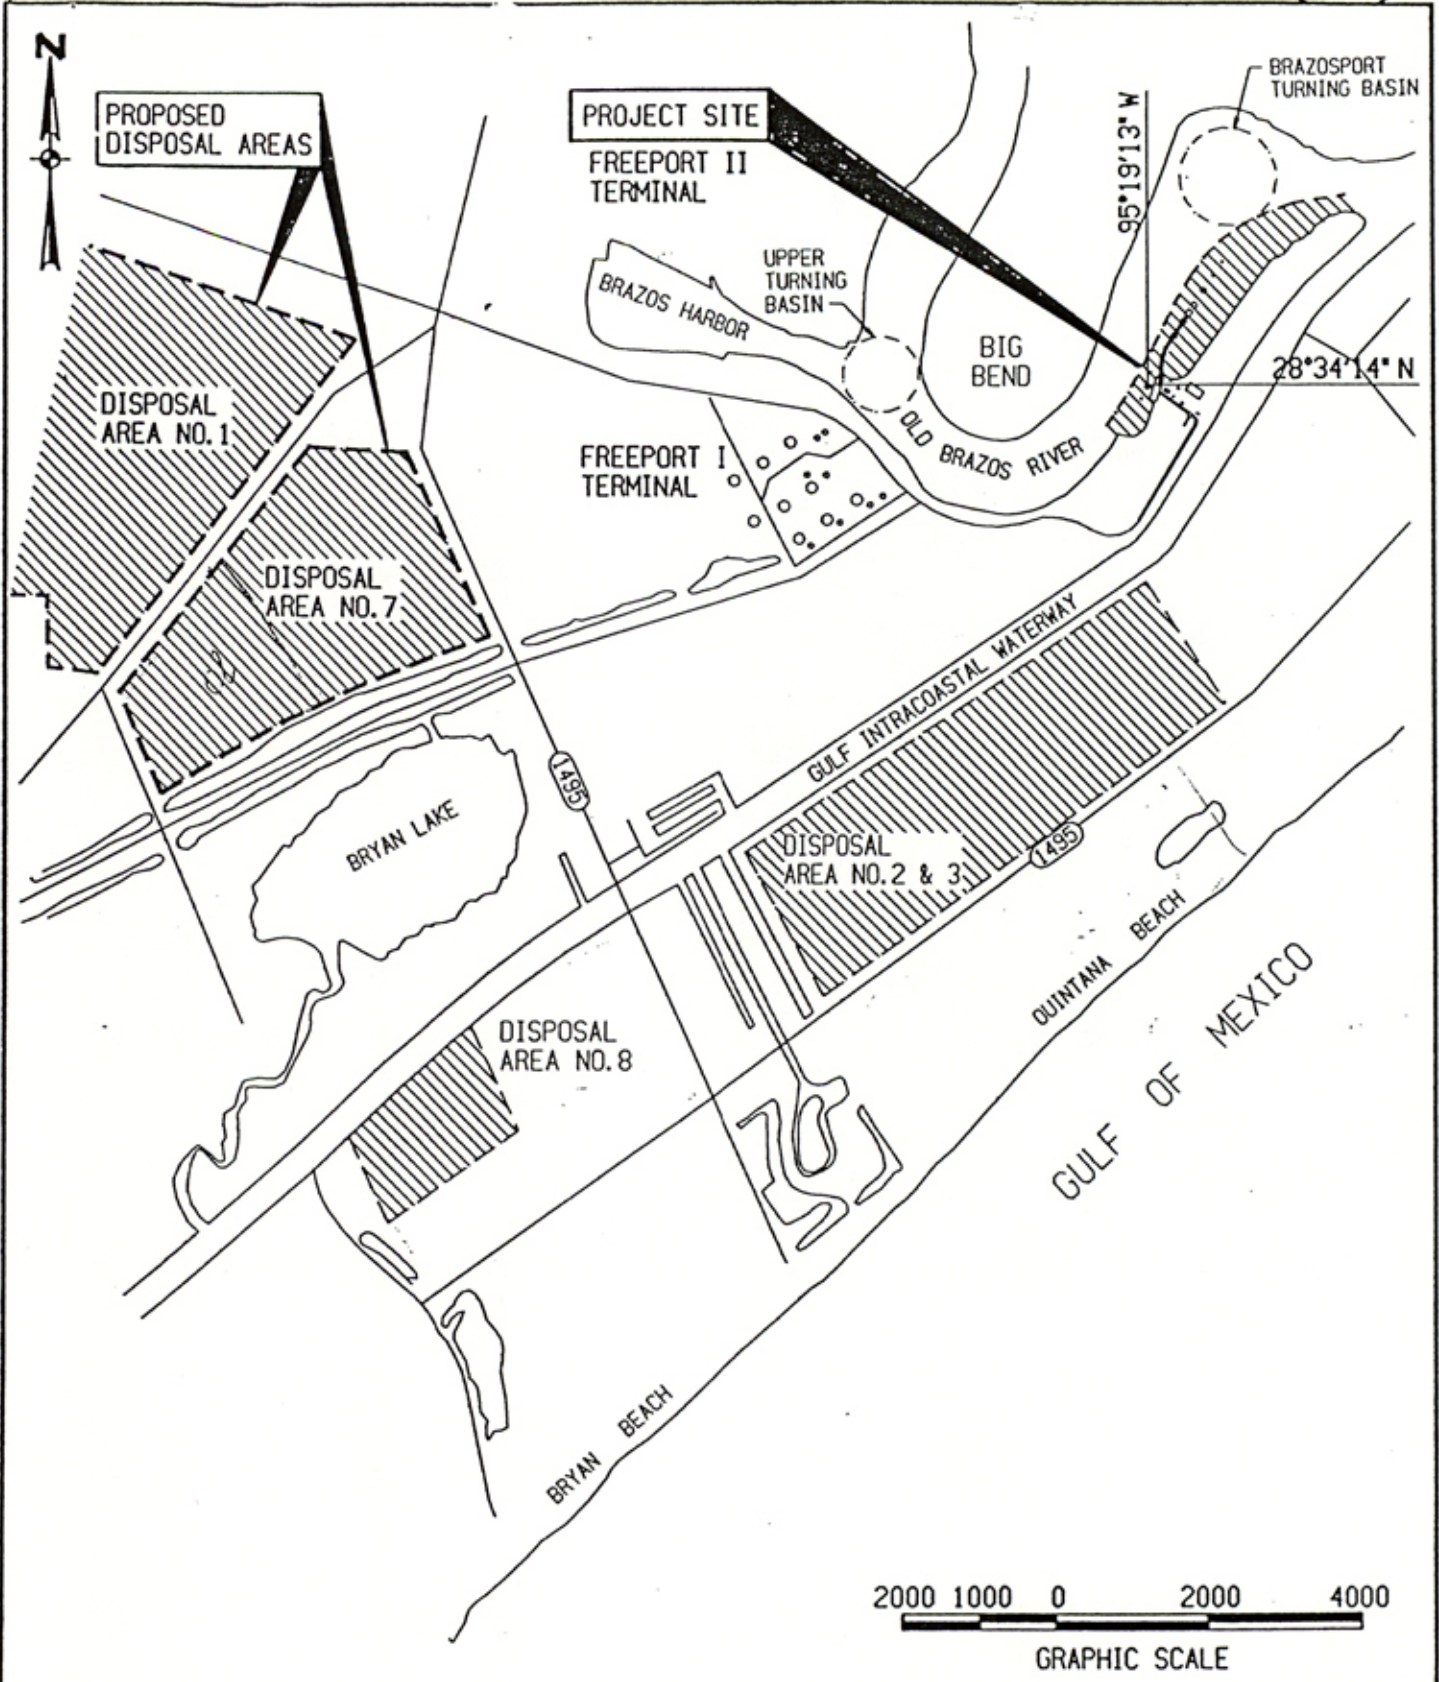 N
BRAZOSPORT
TURNING BASIN
PROPOSED
DISPOSAL AREAS
PROJECT SITE
FREEPORT II
TERMINAL
95°19'13" W
UPPER
TURNING
BASIN
BRAZOS HARBOR
BIG
BEND
28°34'14" N
DISPOSAL
AREA NO.1
OLD BRAZOS RIVER
FREEPORT I
TERMINAL
DISPOSAL
AREA NO.7
GULF INTRACOASTAL WATERWAY
1495
BRYAN LAKE
DISPOSAL
AREA NO.2 & 3
1495
QUINTANA BEACH
GULF OF MEXICO
DISPOSAL
AREA NO.8
BRYAN BEACH
2000 1000 0 2000 4000
GRAPHIC SCALE